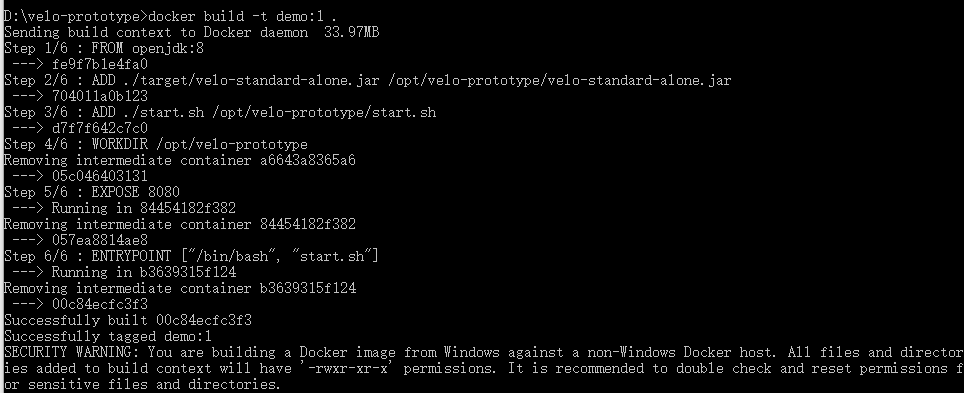 D:\velo-prototype>docker build -t demo:1 .
Sending build context to Docker daemon  33.97MB
Step 1/6 : FROM openjdk:8
 ---> fe9f7b1e4fa0
Step 2/6 : ADD ./target/velo-standard-alone.jar /opt/velo-prototype/velo-standard-alone.jar
 ---> 704011a0b123
Step 3/6 : ADD ./start.sh /opt/velo-prototype/start.sh
 ---> d7f7f642c7c0
Step 4/6 : WORKDIR /opt/velo-prototype
Removing intermediate container a6643a8365a6
 ---> 05c046403131
Step 5/6 : EXPOSE 8080
 ---> Running in 84454182f382
Removing intermediate container 84454182f382
 ---> 057ea8814ae8
Step 6/6 : ENTRYPOINT ["/bin/bash", "start.sh"]
 ---> Running in b3639315f124
Removing intermediate container b3639315f124
 ---> 00c84ecfc3f3
Successfully built 00c84ecfc3f3
Successfully tagged demo:1
SECURITY WARNING: You are building a Docker image from Windows against a non-Windows Docker host. All files and director
ies added to build context will have '-rwxr-xr-x' permissions. It is recommended to double check and reset permissions f
or sensitive files and directories.